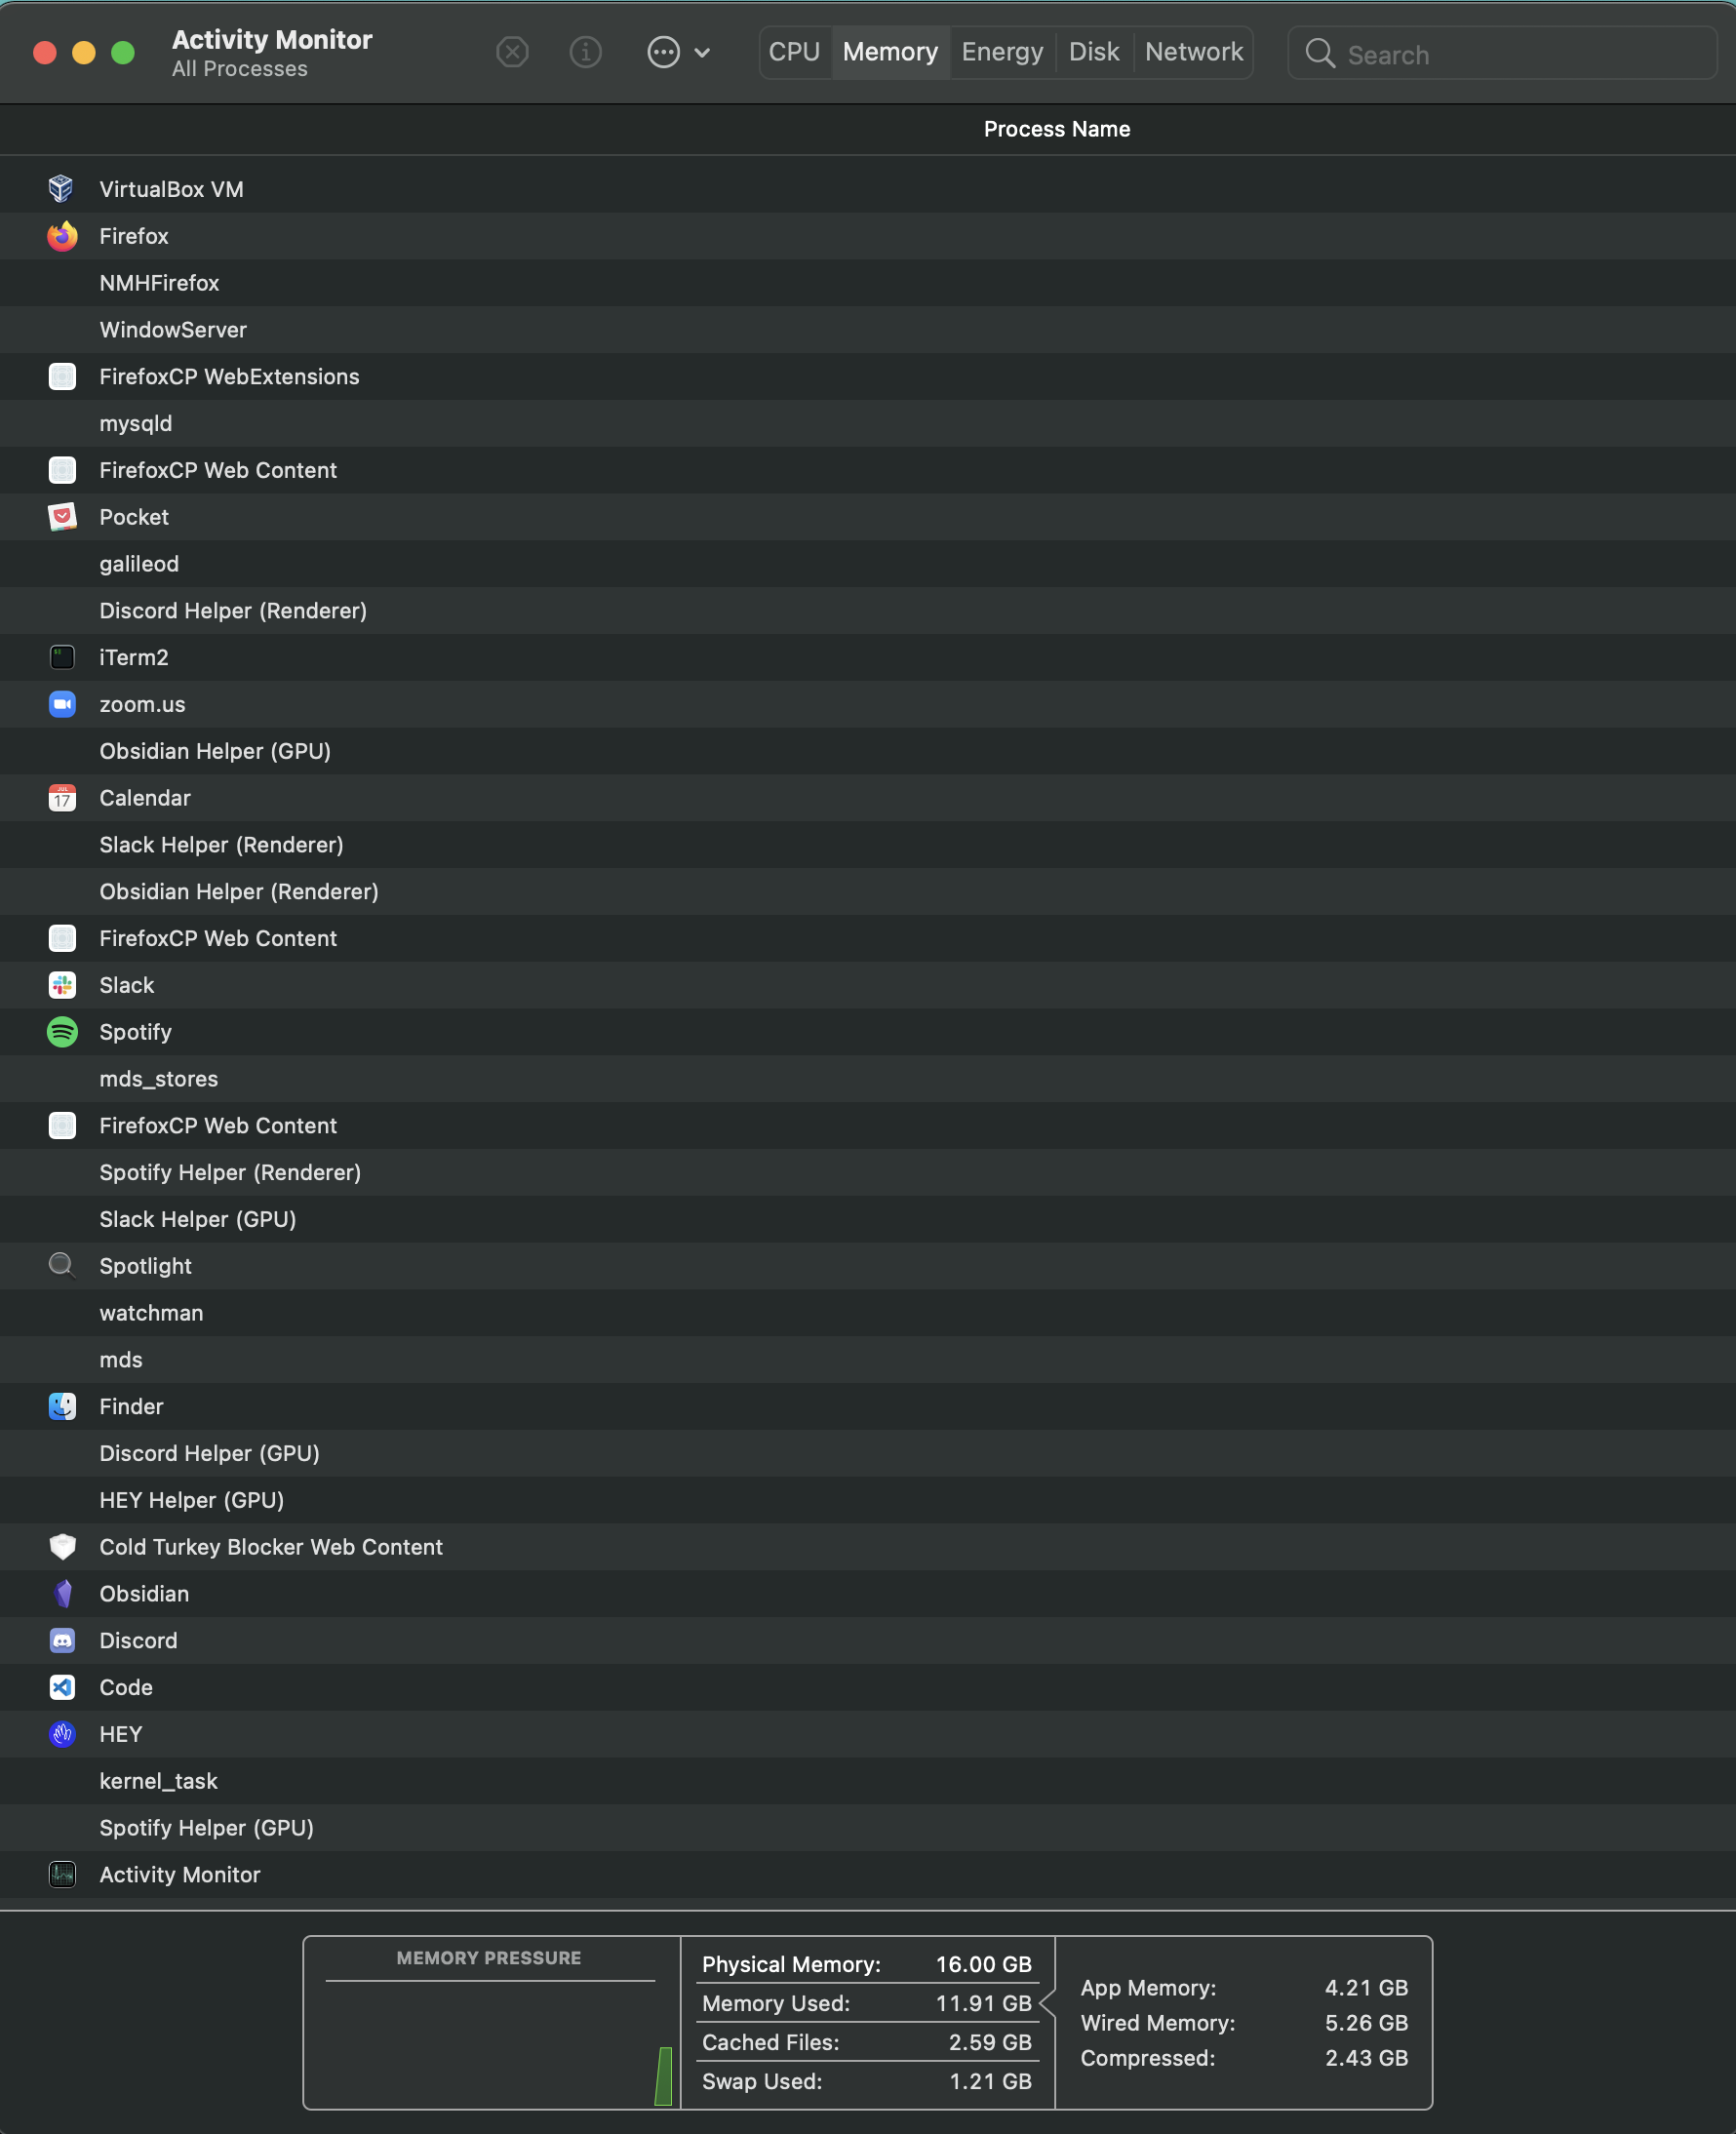 Activity Monitor
All Processes
CPU Memory Energy Disk Network Search
Process Name
VirtualBox VM
Firefox
NMHFirefox
WindowServer
FirefoxCP WebExtensions
mysqld
FirefoxCP Web Content
Pocket
galileod
Discord Helper (Renderer)
iTerm2
zoom.us
Obsidian Helper (GPU)
JUL
17
Calendar
Slack Helper (Renderer)
Obsidian Helper (Renderer)
FirefoxCP Web Content
Slack
Spotify
mds_stores
FirefoxCP Web Content
Spotify Helper (Renderer)
Slack Helper (GPU)
Spotlight
watchman
mds
Finder
Discord Helper (GPU)
HEY Helper (GPU)
Cold Turkey Blocker Web Content
Obsidian
Discord
Code
HEY
kernel_task
Spotify Helper (GPU)
Activity Monitor
MEMORY PRESSURE
Physical Memory: 16.00 GB
Memory Used: 11.91 GB
Cached Files: 2.59 GB
Swap Used: 1.21 GB
App Memory: 4.21 GB
Wired Memory: 5.26 GB
Compressed: 2.43 GB